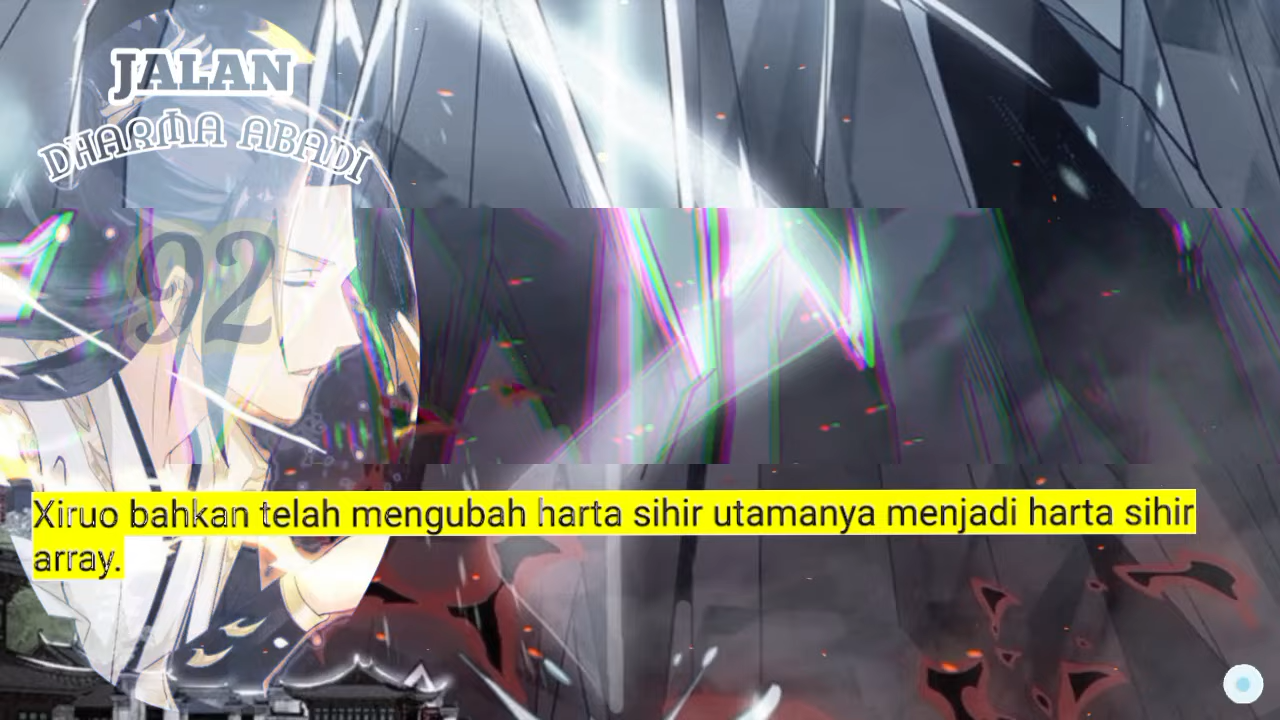 JALAN
DHARMA ABADI
92
Xiruo bahkan telah mengubah harta sihir utamanya menjadi harta sihir
array.